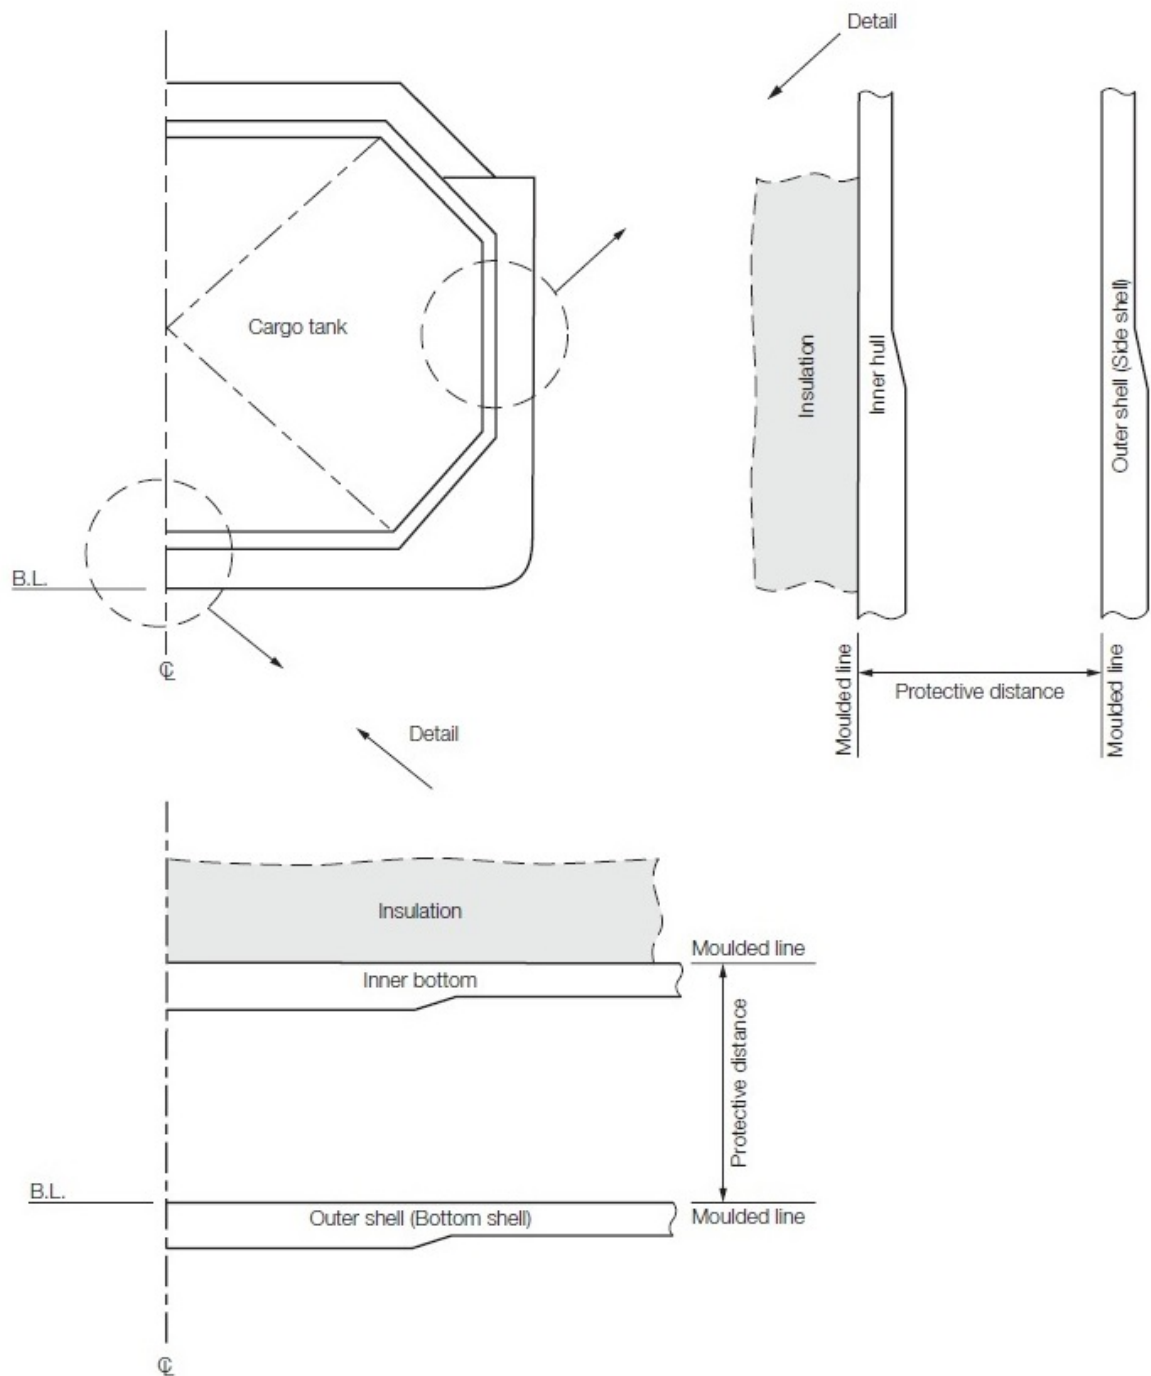 Detail
Cargo tank
B.L.
℄
Insulation
Inner hull
Outer shell (Side shell)
Moulded line
Protective distance
Moulded line
Detail
Insulation
Moulded line
Inner bottom
Protective distance
B.L.
Outer shell (Bottom shell)
Moulded line
℄